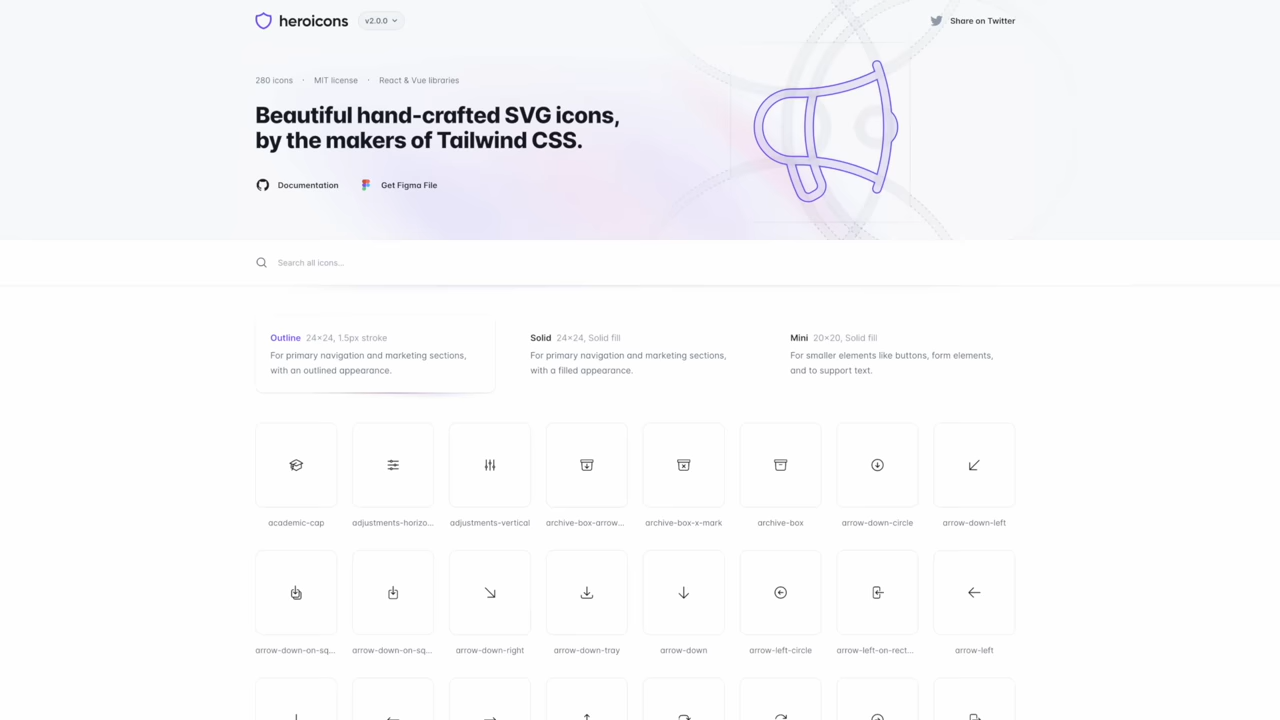 heroicons
v2.0.0
Share on Twitter
280 icons · MIT license · React & Vue libraries
Beautiful hand-crafted SVG icons,
by the makers of Tailwind CSS.
Documentation
Get Figma File
Search all icons...
Outline 24×24, 1.5px stroke
For primary navigation and marketing sections,
with an outlined appearance.
Solid 24×24, Solid fill
For primary navigation and marketing sections,
with a filled appearance.
Mini 20×20, Solid fill
For smaller elements like buttons, form elements,
and to support text.
academic-cap
adjustments-horizo...
adjustments-vertical
archive-box-arrow...
archive-box-x-mark
archive-box
arrow-down-circle
arrow-down-left
arrow-down-on-sq...
arrow-down-on-sq...
arrow-down-right
arrow-down-tray
arrow-down
arrow-left-circle
arrow-left-on-rect...
arrow-left